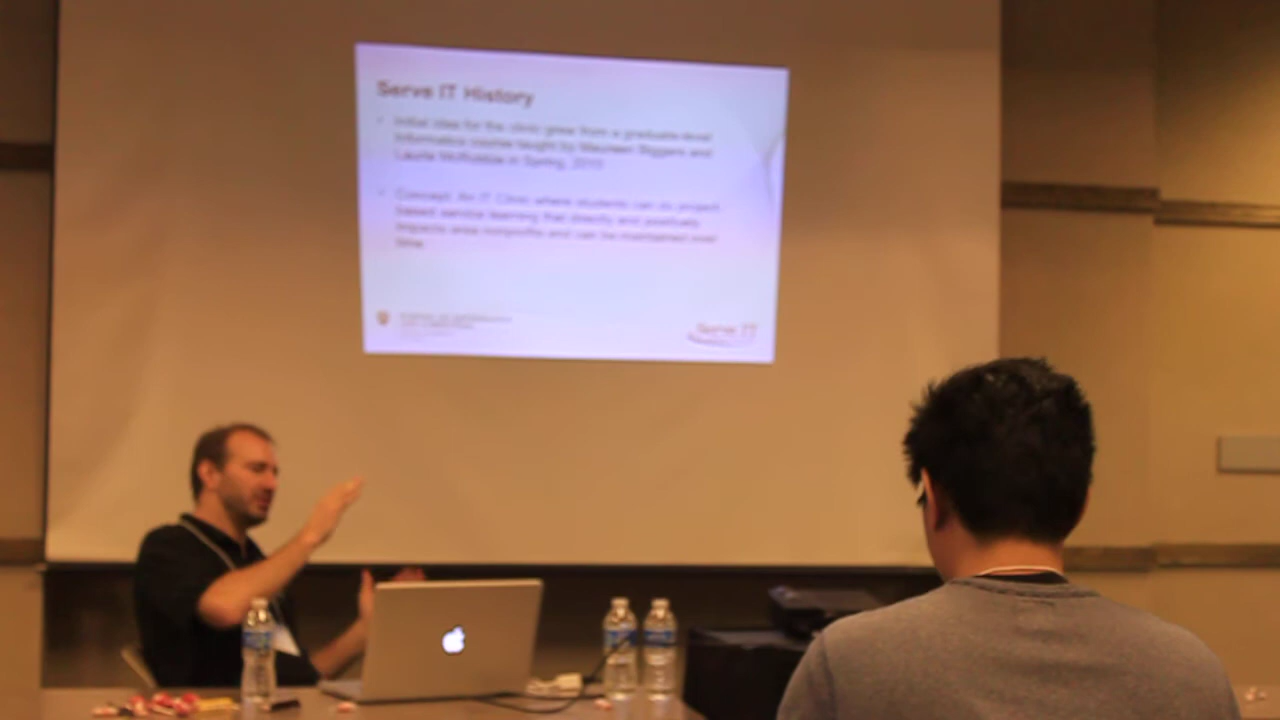 Serve IT History
Initial idea for the clinic grew from a graduate-level
Informatics course taught by Maureen Biggers and
Laurie McRobbie in Spring, 2010
Concept: An IT Clinic where students can do project
based service learning that directly and positively
impacts area nonprofits and can be maintained over
time.
Serve IT